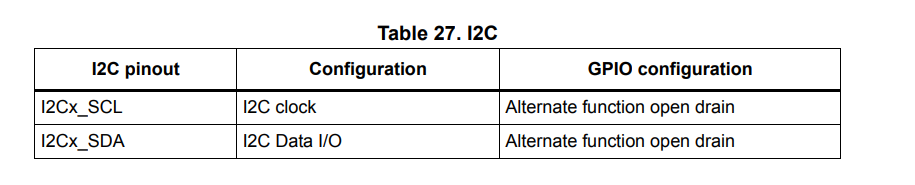 Table 27. I2C
I2C pinout Configuration GPIO configuration
I2Cx_SCL I2C clock Alternate function open drain
I2Cx_SDA I2C Data I/O Alternate function open drain